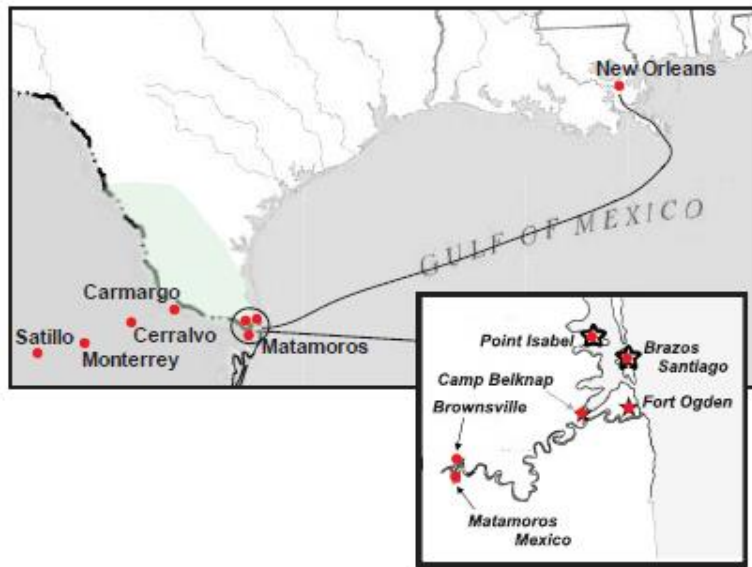 New Orleans
GULF OF MEXICO
Carmargo
Satillo
Cerralvo
Monterrey
Matamoros
Point Isabel
Brazos
Santiago
Camp Belknap
Fort Ogden
Brownsville
Matamoros
Mexico